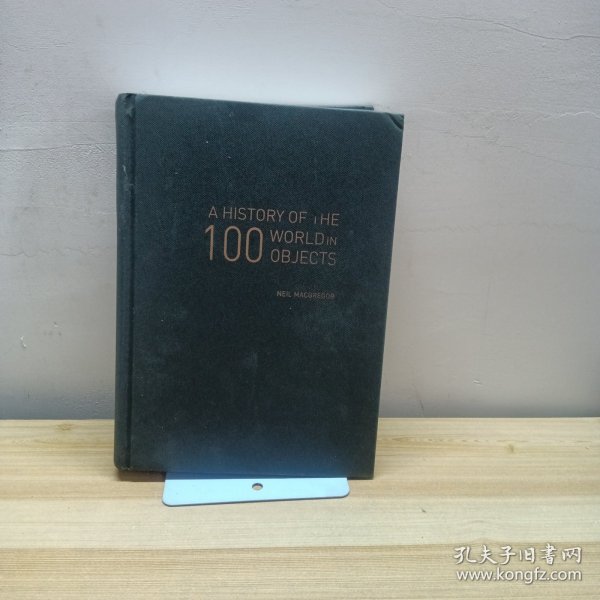 A HISTORY OF THE
100 WORLD IN
OBJECTS
NEIL MACGREGOR
孔夫子旧书网
www.kongfz.com